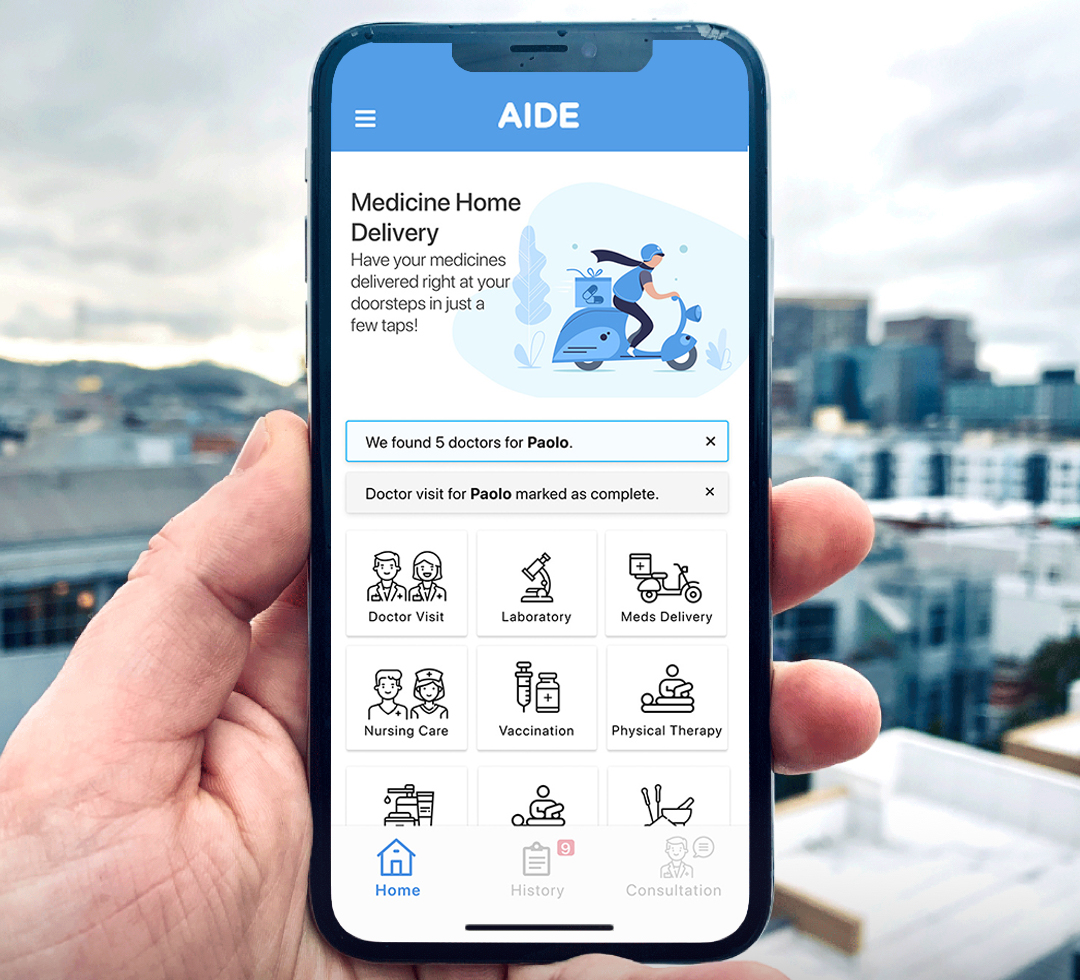 AIDE
Medicine Home
Delivery
Have your medicines
delivered right at your
doorsteps in just a
few taps!
We found 5 doctors for Paolo.
Doctor visit for Paolo marked as complete.
Doctor Visit
Laboratory
Meds Delivery
Nursing Care
Vaccination
Physical Therapy
9
Home
History
Consultation